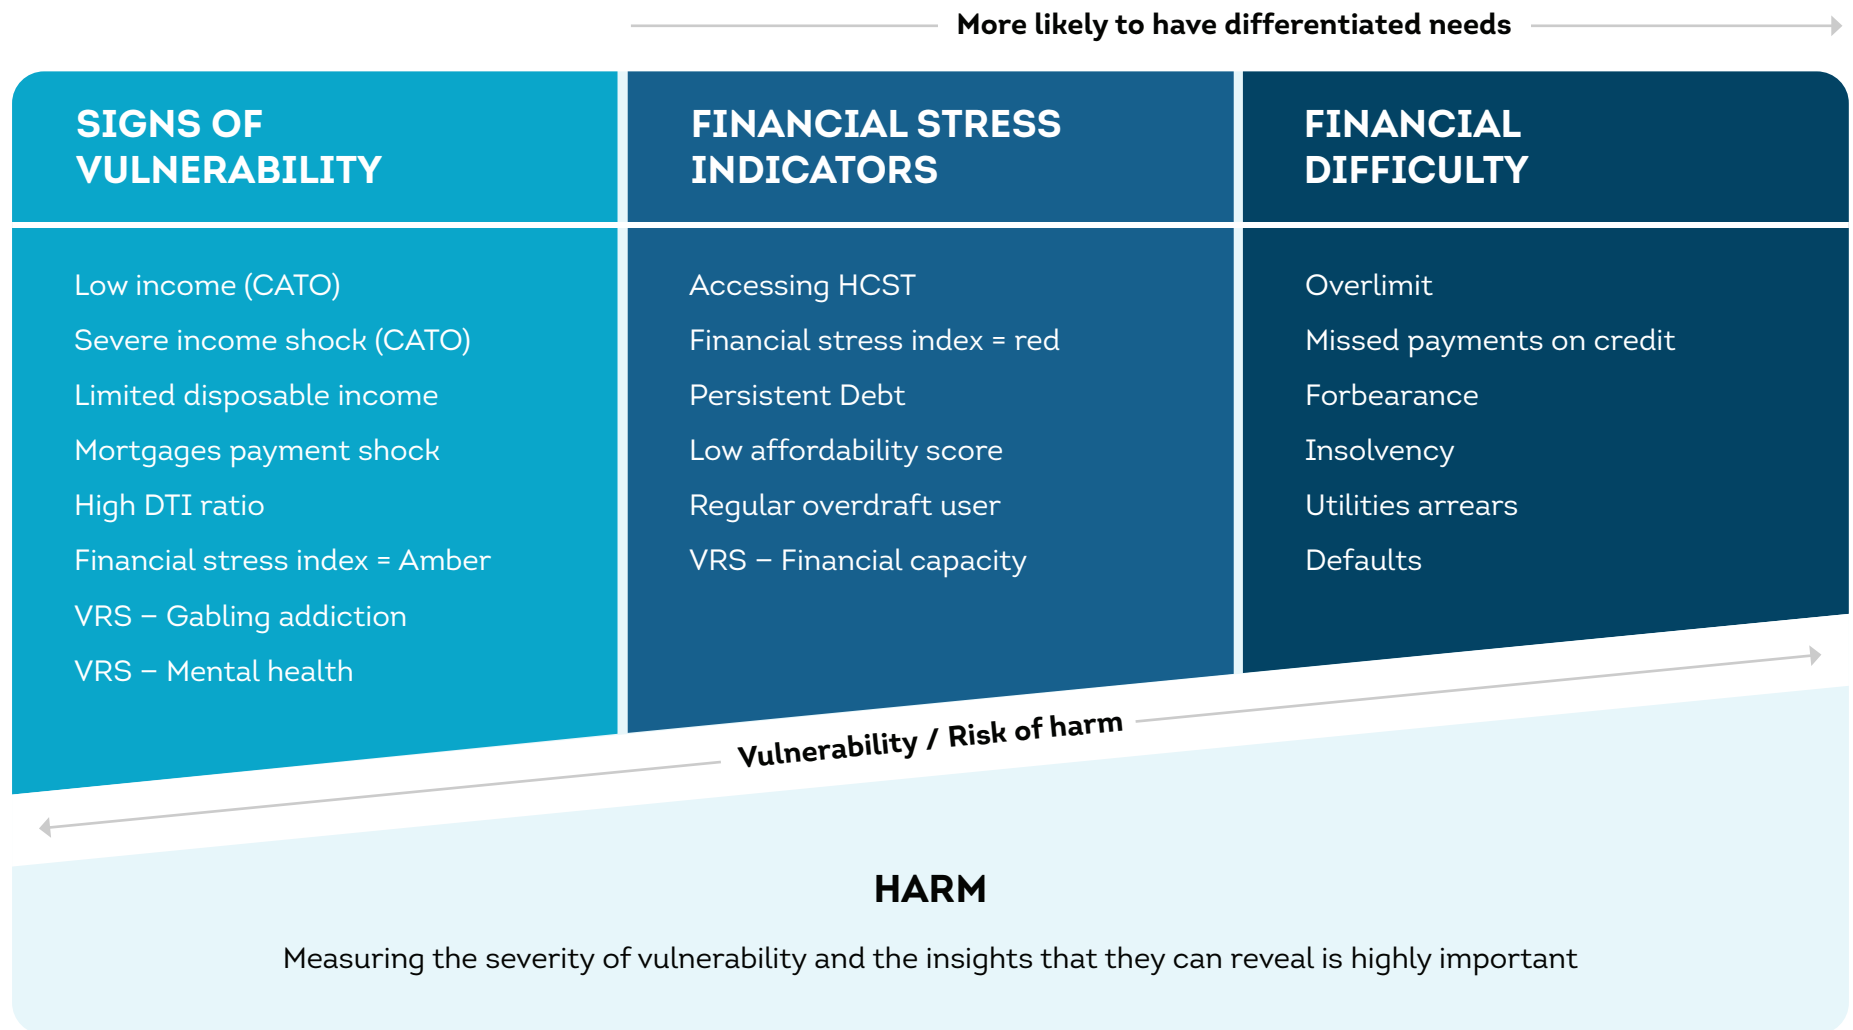 More likely to have differentiated needs
SIGNS OF
VULNERABILITY
Low income (CATO)
Severe income shock (CATO)
Limited disposable income
Mortgages payment shock
High DTI ratio
Financial stress index = Amber
VRS – Gabling addiction
VRS – Mental health
FINANCIAL STRESS
INDICATORS
Accessing HCST
Financial stress index = red
Persistent Debt
Low affordability score
Regular overdraft user
VRS – Financial capacity
FINANCIAL
DIFFICULTY
Overlimit
Missed payments on credit
Forbearance
Insolvency
Utilities arrears
Defaults
Vulnerability / Risk of harm
HARM
Measuring the severity of vulnerability and the insights that they can reveal is highly important